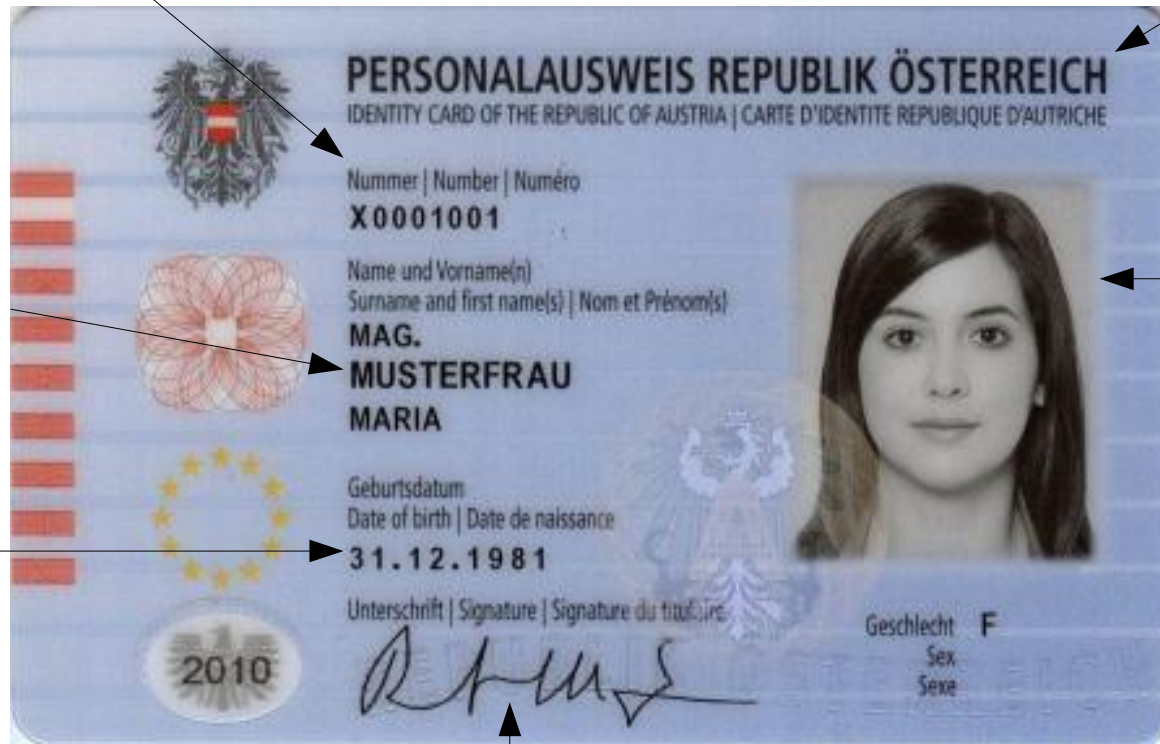 PERSONALAUSWEIS REPUBLIK ÖSTERREICH
IDENTITY CARD OF THE REPUBLIC OF AUSTRIA | CARTE D'IDENTITE REPUBLIQUE D'AUTRICHE
Nummer | Number | Numéro
X0001001
Name und Vorname(n)
Surname and first name(s) | Nom et Prénom(s)
MAG.
MUSTERFRAU
MARIA
Geburtsdatum
Date of birth | Date de naissance
31.12.1981
Unterschrift | Signature | Signature du titulaire
Geschlecht F
Sex
Sexe
2010